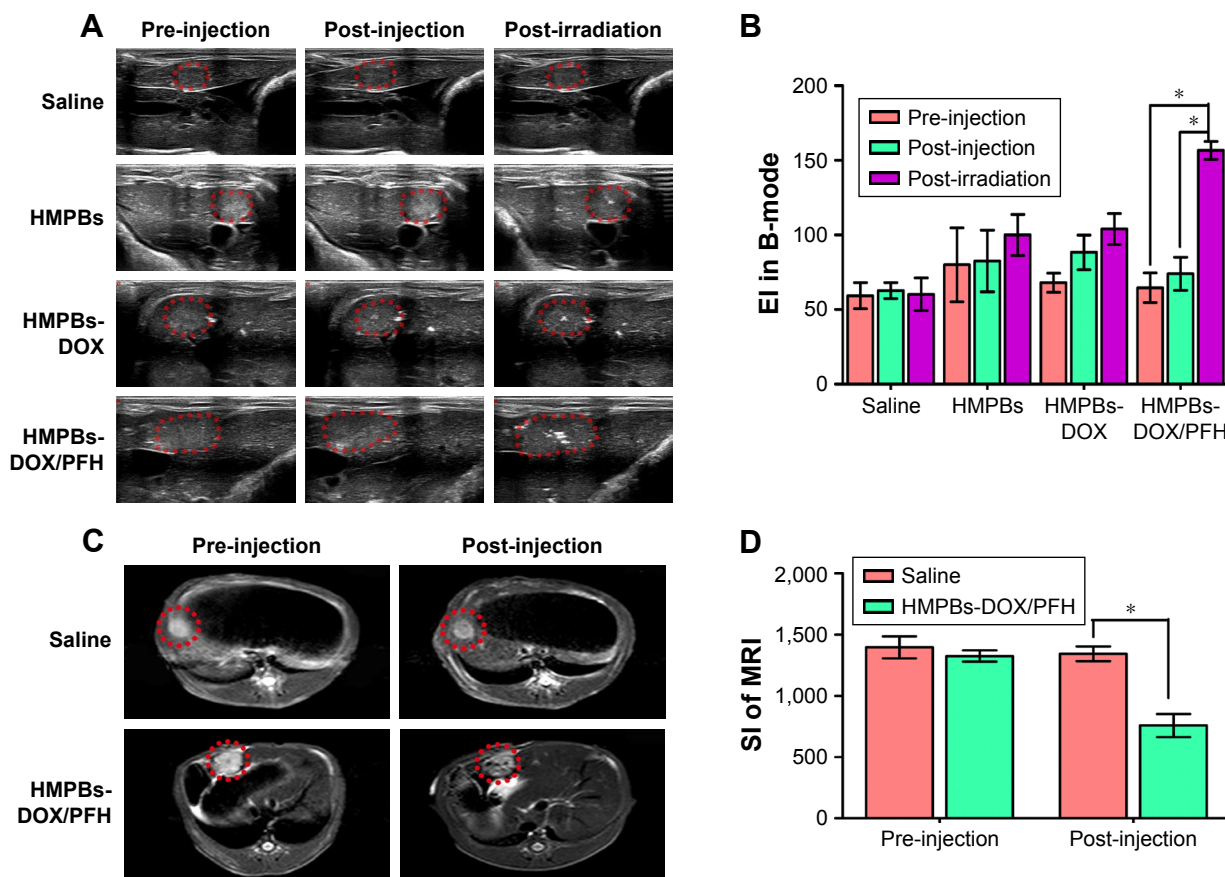 A
Pre-injection
Post-injection
Post-irradiation
Saline
HMPBs
HMPBs-
DOX
HMPBs-
DOX/PFH
B
EI in B-mode
200
150
100
50
0
Pre-injection
Post-injection
Post-irradiation
*
*
Saline
HMPBs
HMPBs-
DOX
HMPBs-
DOX/PFH
C
Pre-injection
Post-injection
Saline
HMPBs-
DOX/PFH
D
SI of MRI
2,000
1,500
1,000
500
0
Saline
HMPBs-DOX/PFH
*
Pre-injection
Post-injection